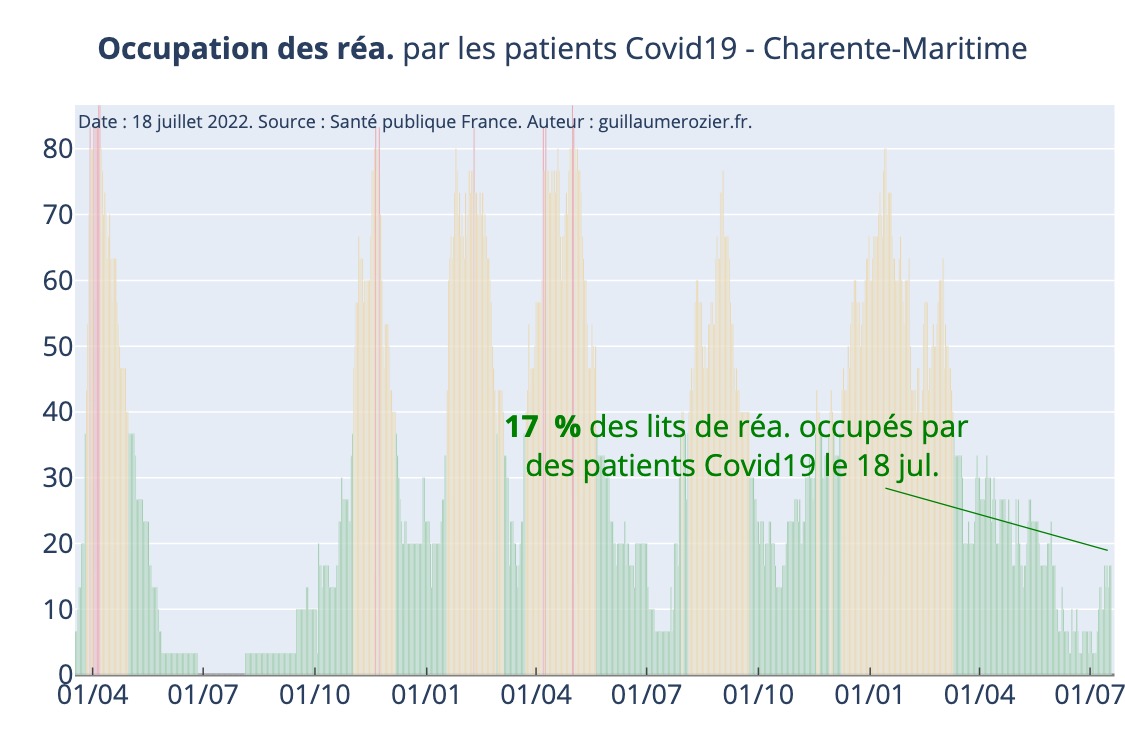 Occupation des réa. par les patients Covid19 - Charente-Maritime
Date : 18 juillet 2022. Source : Santé publique France. Auteur : guillaumerozier.fr.
80
70
60
50
40
17 % des lits de réa. occupés par
des patients Covid19 le 18 jul.
30
20
10
0
01/04 01/07 01/10 01/01 01/04 01/07 01/10 01/01 01/04 01/07